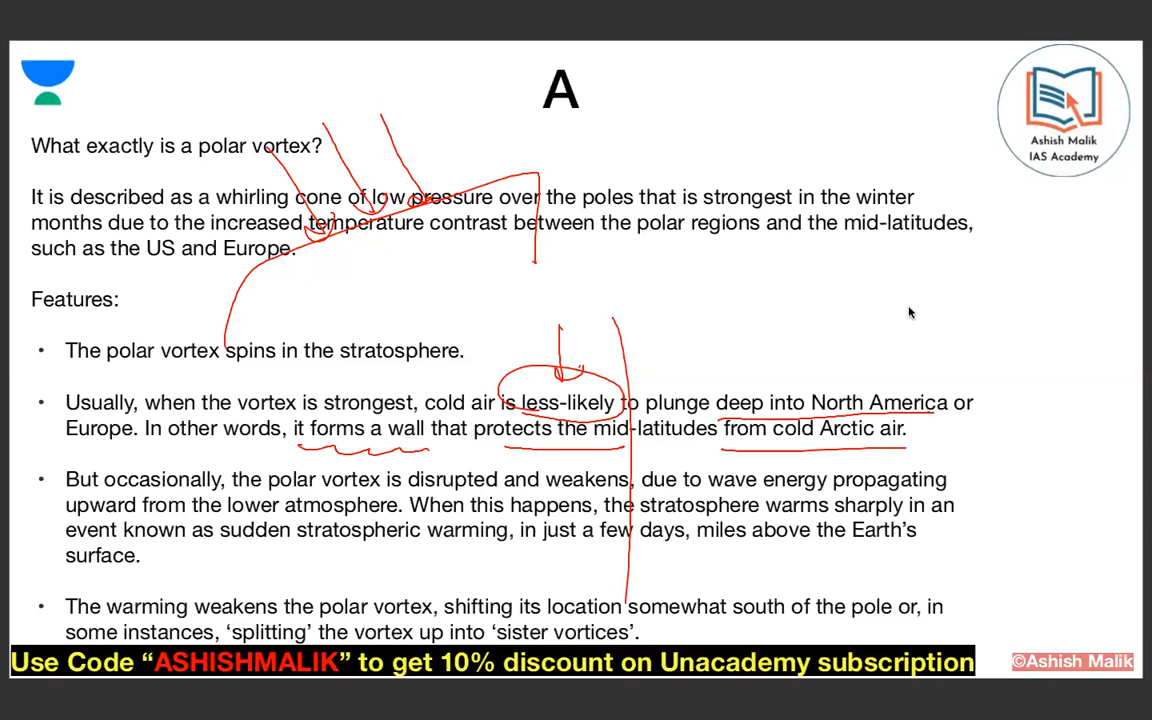 A
Ashish Malik
IAS Academy
What exactly is a polar vortex?
It is described as a whirling cone of low pressure over the poles that is strongest in the winter
months due to the increased temperature contrast between the polar regions and the mid-latitudes,
such as the US and Europe.
Features:
• The polar vortex spins in the stratosphere.
• Usually, when the vortex is strongest, cold air is less-likely to plunge deep into North America or
Europe. In other words, it forms a wall that protects the mid-latitudes from cold Arctic air.
• But occasionally, the polar vortex is disrupted and weakens, due to wave energy propagating
upward from the lower atmosphere. When this happens, the stratosphere warms sharply in an
event known as sudden stratospheric warming, in just a few days, miles above the Earth’s
surface.
• The warming weakens the polar vortex, shifting its location somewhat south of the pole or, in
some instances, ‘splitting’ the vortex up into ‘sister vortices’.
Use Code “ASHISHMALIK” to get 10% discount on Unacademy subscription
©Ashish Malik